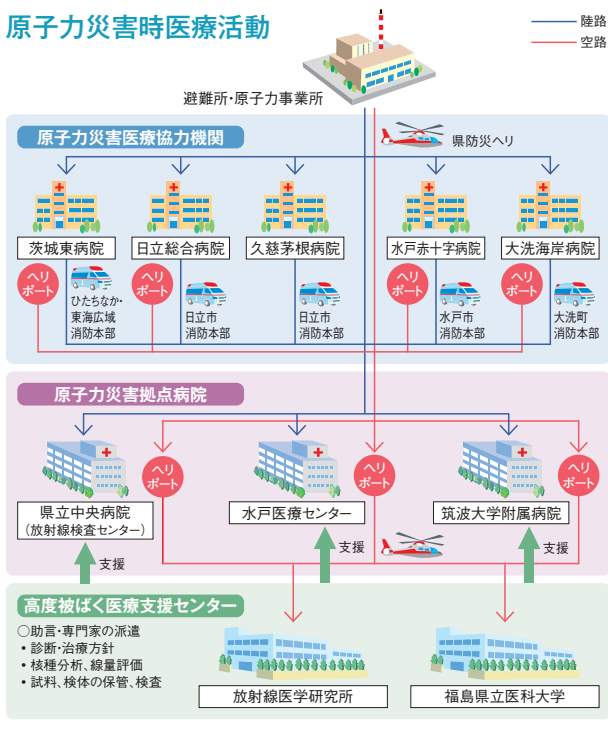 原子力災害時医療活動
陸路
空路
避難所・原子力事業所
原子力災害医療協力機関
県防災ヘリ
茨城東病院
日立総合病院
久慈茅根病院
水戸赤十字病院
大洗海岸病院
ヘリ
ポート
ひたちなか・
東海広域
消防本部
ヘリ
ポート
日立市
消防本部
日立市
消防本部
ヘリ
ポート
水戸市
消防本部
ヘリ
ポート
大洗町
消防本部
原子力災害拠点病院
ヘリ
ポート
ヘリ
ポート
ヘリ
ポート
県立中央病院
(放射線検査センター)
水戸医療センター
筑波大学附属病院
支援
支援
支援
高度被ばく医療支援センター
○助言・専門家の派遣
• 診断・治療方針
• 核種分析、線量評価
• 試料、検体の保管、検査
放射線医学研究所
福島県立医科大学